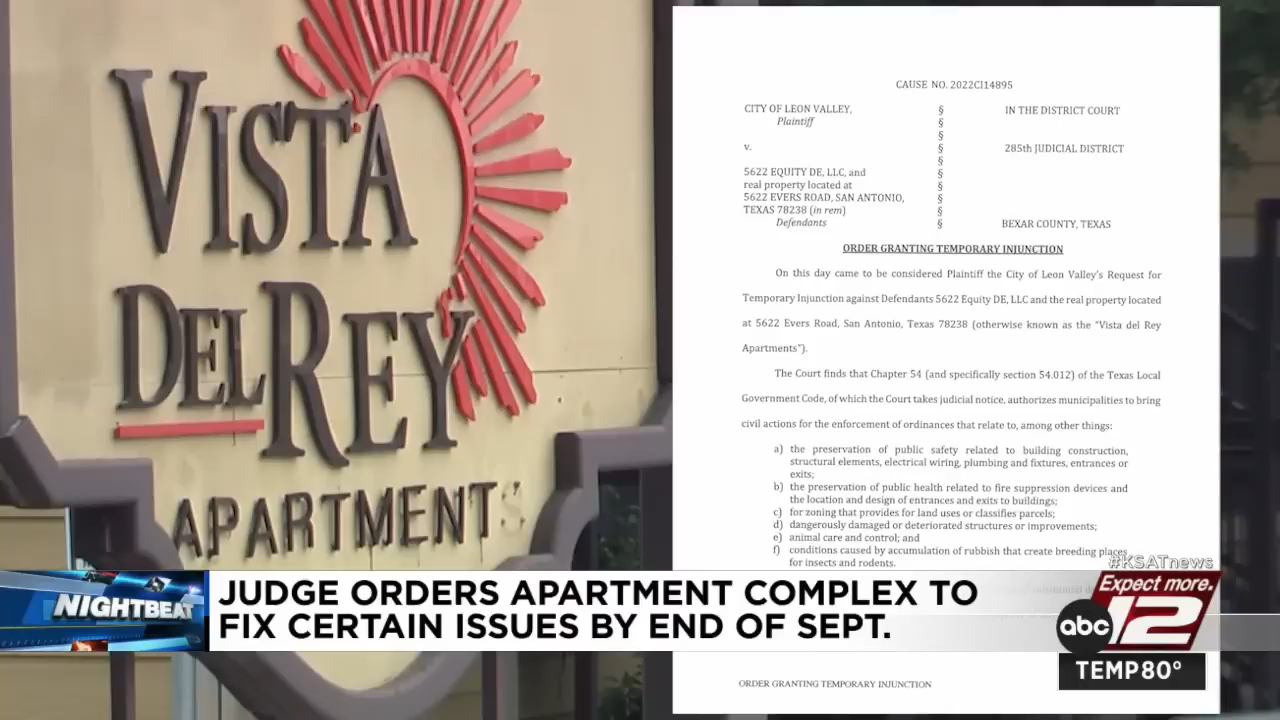 VISTA
DEL REY
APARTMENTS
CAUSE NO. 2022CI14895
CITY OF LEON VALLEY,
Plaintiff
v.
5622 EQUITY DE, LLC, and
real property located at
5622 EVERS ROAD, SAN ANTONIO,
TEXAS 78238 (in rem)
Defendants
§
§
§
§
§
§
§
§
§
§
IN THE DISTRICT COURT
285th JUDICIAL DISTRICT
BEXAR COUNTY, TEXAS
ORDER GRANTING TEMPORARY INJUNCTION
On this day came to be considered Plaintiff the City of Leon Valley's Request for
Temporary Injunction against Defendants 5622 Equity DE, LLC and the real property located
at 5622 Evers Road, San Antonio, Texas 78238 (otherwise known as the "Vista del Rey
Apartments").
The Court finds that Chapter 54 (and specifically section 54.012) of the Texas Local
Government Code, of which the Court takes judicial notice, authorizes municipalities to bring
civil actions for the enforcement of ordinances that relate to, among other things:
a) the preservation of public safety related to building construction,
structural elements, electrical wiring, plumbing and fixtures, entrances or
exits;
b) the preservation of public health related to fire suppression devices and
the location and design of entrances and exits to buildings;
c) for zoning that provides for land uses or classifies parcels;
d) dangerously damaged or deteriorated structures or improvements;
e) animal care and control; and
f) conditions caused by accumulation of rubbish that create breeding places
for insects and rodents.
#KSATnews
NIGHTBEAT
JUDGE ORDERS APARTMENT COMPLEX TO
FIX CERTAIN ISSUES BY END OF SEPT.
Expect more.
abc 12
TEMP 80°
ORDER GRANTING TEMPORARY INJUNCTION